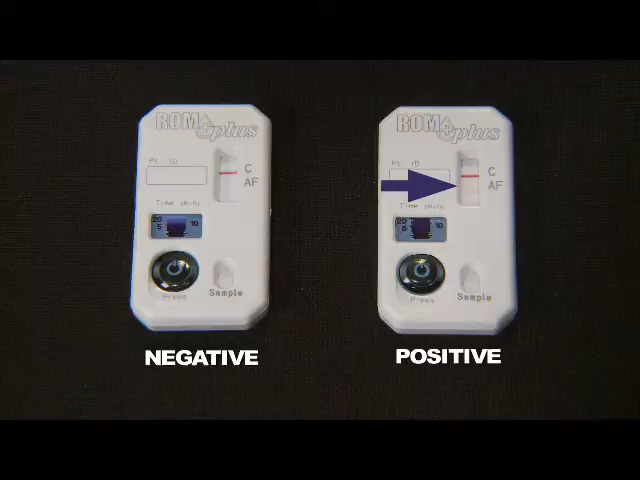 ROM plus
Pt. ID
C
AF
Time (min)
20
5
10
Press
Sample
NEGATIVE
ROM plus
Pt. ID
C
AF
Time (min)
20
5
10
Press
Sample
POSITIVE